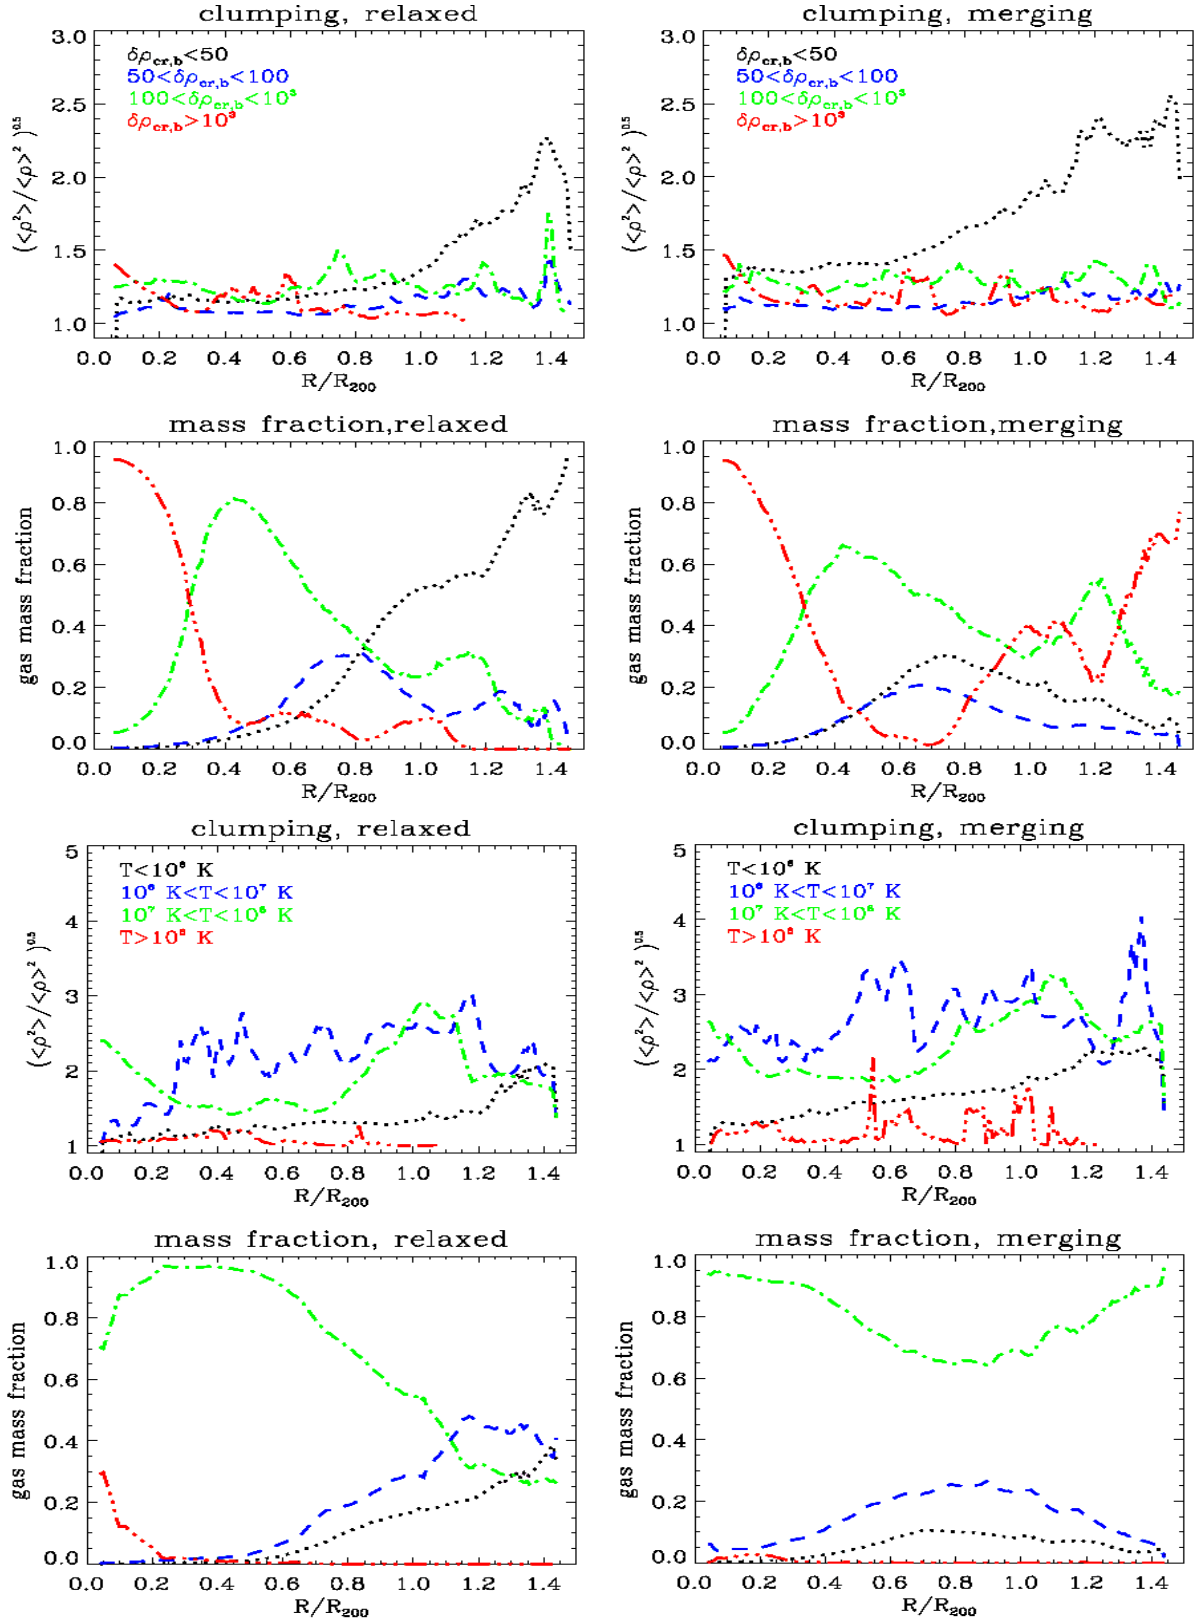 clumping, relaxed
3.0
2.5
2.0
1.5
1.0
(<ρ²>/<ρ>²)^0.5
δρcr,b<50
50<δρcr,b<100
100<δρcr,b<10³
δρcr,b>10³
0.0 0.2 0.4 0.6 0.8 1.0 1.2 1.4
R/R200
clumping, merging
3.0
2.5
2.0
1.5
1.0
(<ρ²>/<ρ>²)^0.5
δρcr,b<50
50<δρcr,b<100
100<δρcr,b<10³
δρcr,b>10³
0.0 0.2 0.4 0.6 0.8 1.0 1.2 1.4
R/R200
mass fraction,relaxed
1.0
0.8
0.6
0.4
0.2
0.0
gas mass fraction
0.0 0.2 0.4 0.6 0.8 1.0 1.2 1.4
R/R200
mass fraction,merging
1.0
0.8
0.6
0.4
0.2
0.0
gas mass fraction
0.0 0.2 0.4 0.6 0.8 1.0 1.2 1.4
R/R200
clumping, relaxed
5
4
3
2
1
(<ρ²>/<ρ>²)^0.5
T<10⁶ K
10⁶ K<T<10⁷ K
10⁷ K<T<10⁸ K
T>10⁸ K
0.0 0.2 0.4 0.6 0.8 1.0 1.2 1.4
R/R200
clumping, merging
5
4
3
2
1
(<ρ²>/<ρ>²)^0.5
T<10⁶ K
10⁶ K<T<10⁷ K
10⁷ K<T<10⁸ K
T>10⁸ K
0.0 0.2 0.4 0.6 0.8 1.0 1.2 1.4
R/R200
mass fraction, relaxed
1.0
0.8
0.6
0.4
0.2
0.0
gas mass fraction
0.0 0.2 0.4 0.6 0.8 1.0 1.2 1.4
R/R200
mass fraction, merging
1.0
0.8
0.6
0.4
0.2
0.0
gas mass fraction
0.0 0.2 0.4 0.6 0.8 1.0 1.2 1.4
R/R200